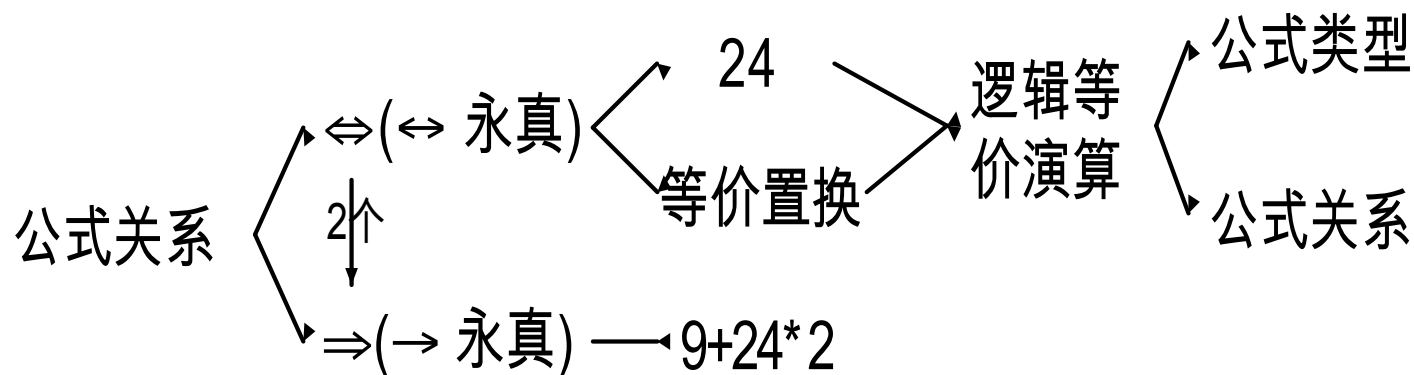 公式关系
⇔(↔ 永真)
2个
⇒(→ 永真)
24
等价置换
9+24*2
逻辑等
价演算
公式类型
公式关系